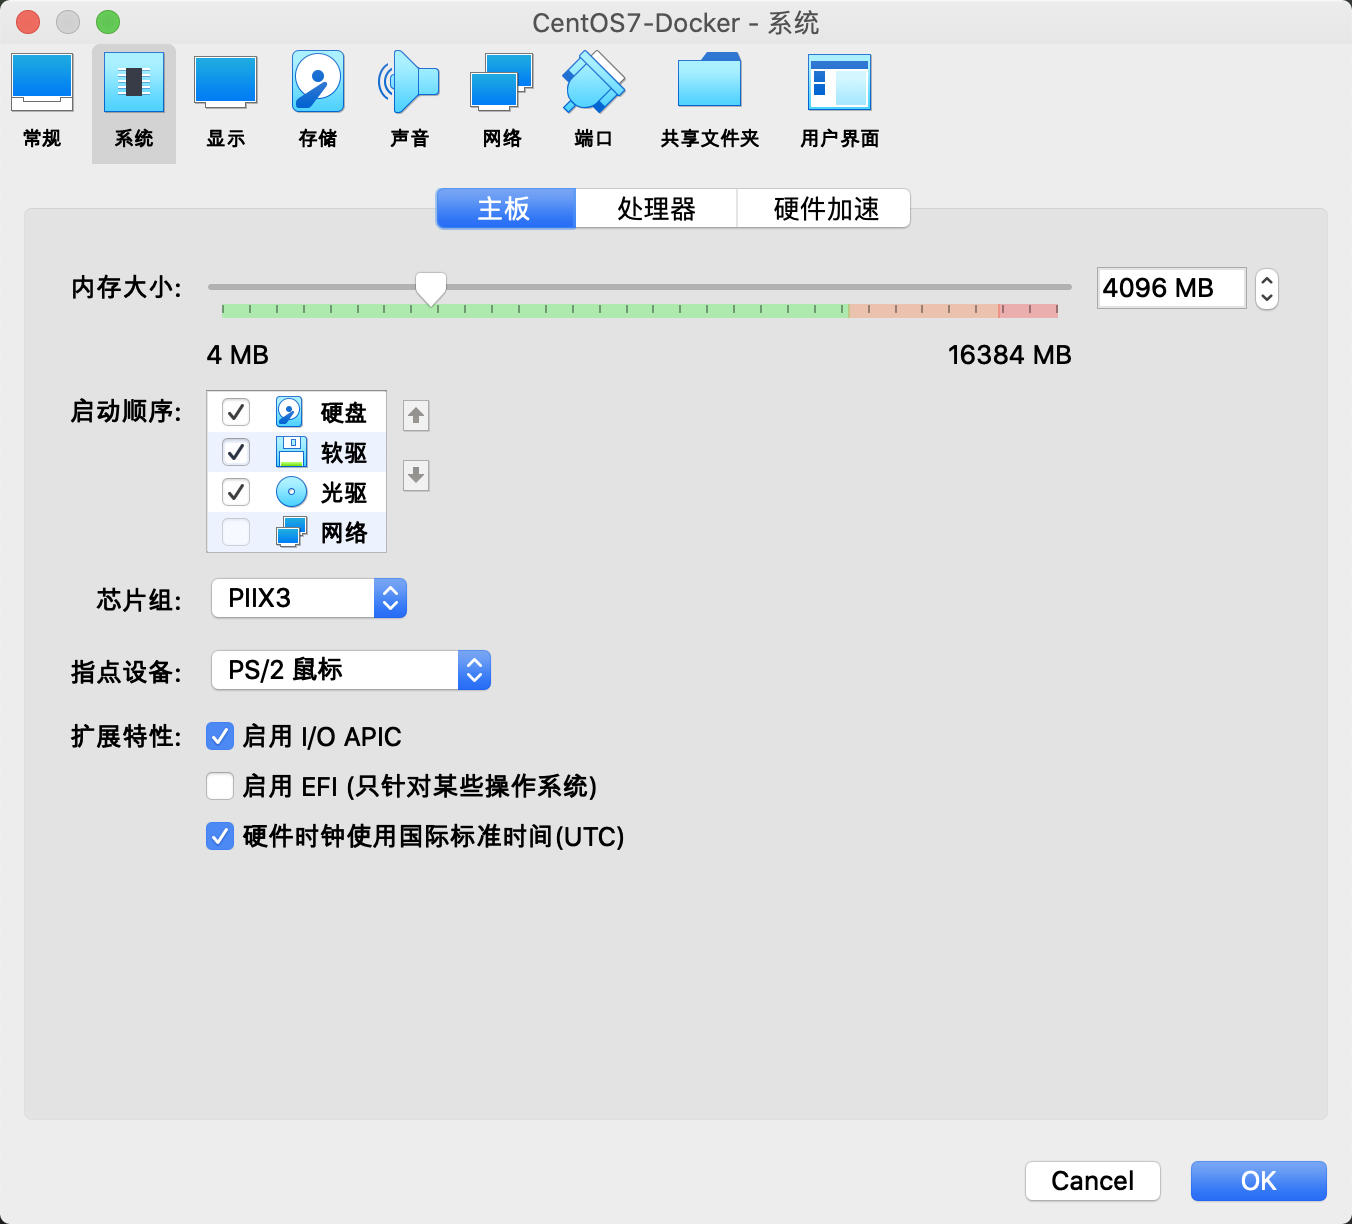 CentOS7-Docker - 系统
常规 系统 显示 存储 声音 网络 端口 共享文件夹 用户界面
主板 处理器 硬件加速
内存大小: 4096 MB
4 MB 16384 MB
启动顺序: 硬盘
软驱
光驱
网络
芯片组: PIIX3
指点设备: PS/2 鼠标
扩展特性: 启用 I/O APIC
启用 EFI (只针对某些操作系统)
硬件时钟使用国际标准时间(UTC)
Cancel OK